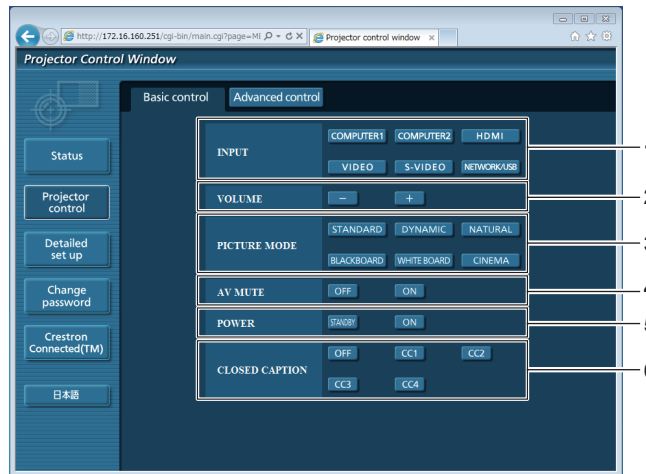 http://172.16.160.251/cgi-bin/main.cgi?page=MI
Projector control window
Projector Control Window
Basic control
Advanced control
Status
Projector
control
Detailed
set up
Change
password
Crestron
Connected(TM)
日本語
INPUT
COMPUTER1 COMPUTER2 HDMI
VIDEO S-VIDEO NETWORK/USB
VOLUME
- +
PICTURE MODE
STANDARD DYNAMIC NATURAL
BLACKBOARD WHITE BOARD CINEMA
AV MUTE
OFF ON
POWER
STANDBY ON
CLOSED CAPTION
OFF CC1 CC2
CC3 CC4